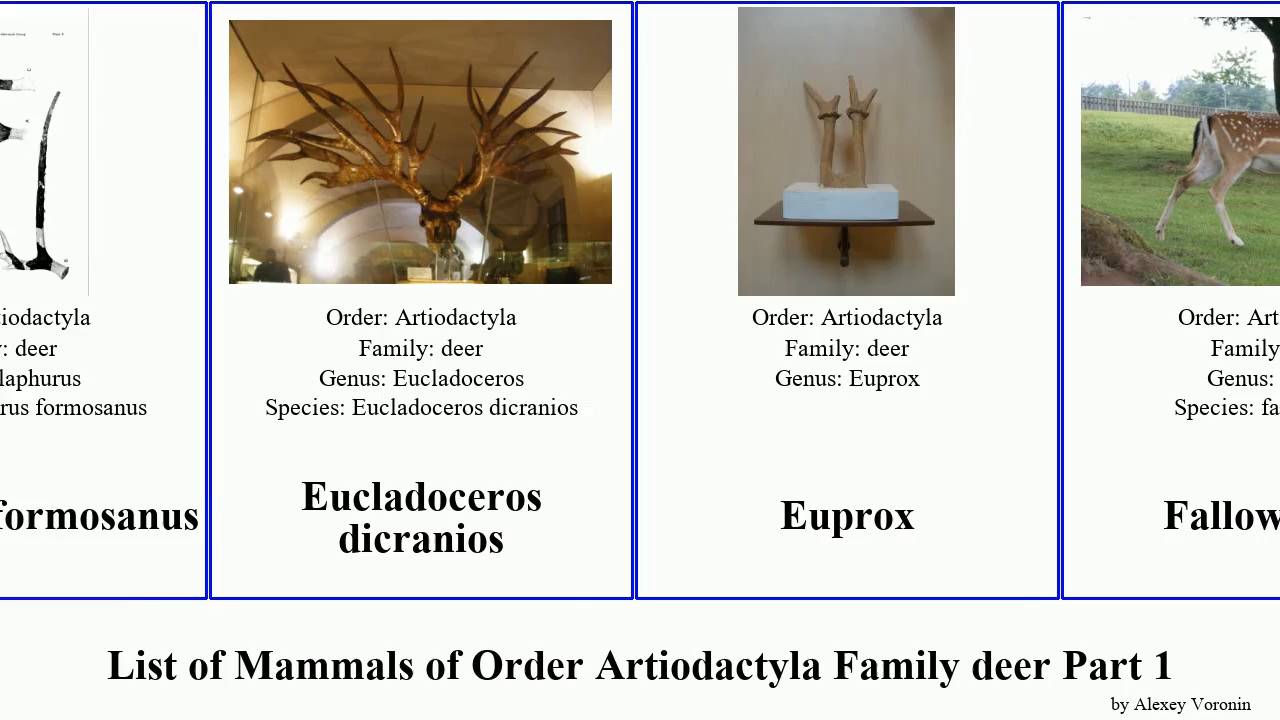 tiodactyla
: deer
laphurus
rus formosanus
formosanus
Order: Artiodactyla
Family: deer
Genus: Eucladoceros
Species: Eucladoceros dicranios
Eucladoceros
dicranios
Order: Artiodactyla
Family: deer
Genus: Euprox
Euprox
Order: Art
Family
Genus:
Species: fa
Fallow
List of Mammals of Order Artiodactyla Family deer Part 1
by Alexey Voronin